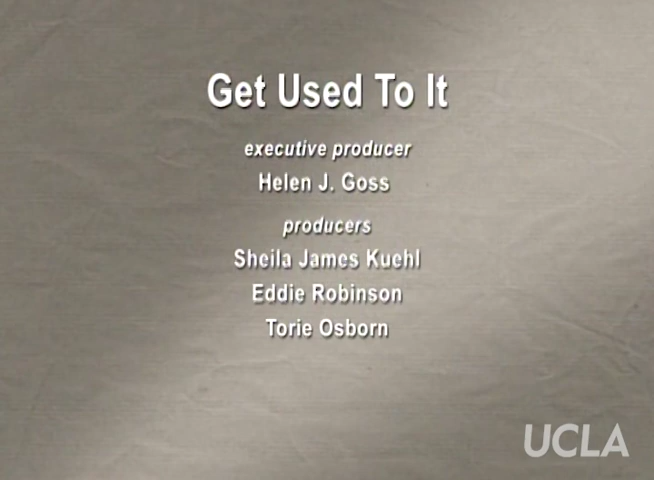 Get Used To It
executive producer
Helen J. Goss
producers
Sheila James Kuehl
Eddie Robinson
Torie Osborn
UCLA